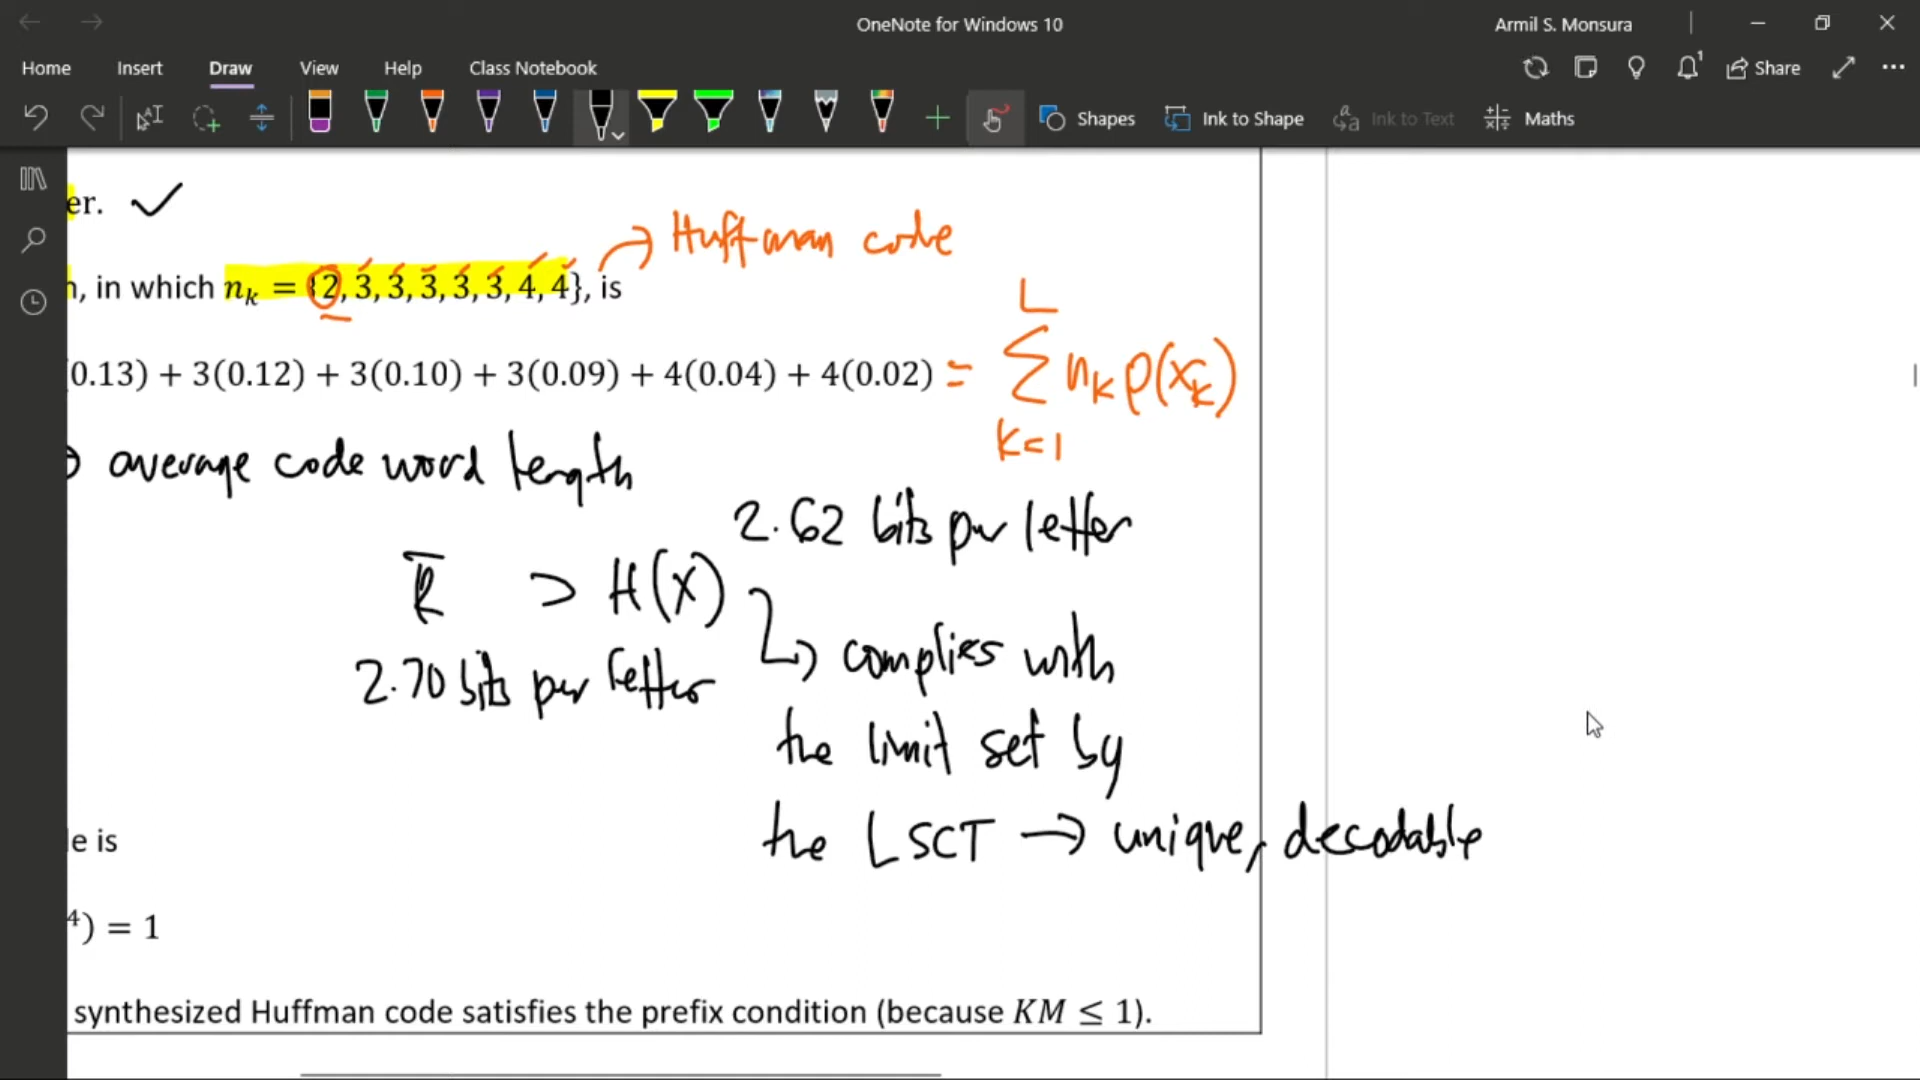 OneNote for Windows 10
Armil S. Monsura
Home Insert Draw View Help Class Notebook
Share
Shapes Ink to Shape Ink to Text Maths
er. ✓
Huffman code
n, in which nₖ = {2, 3, 3, 3, 3, 3, 4, 4}, is
(0.13) + 3(0.12) + 3(0.10) + 3(0.09) + 4(0.04) + 4(0.02) = L ∑ k=1 nₖ p(xₖ)
average code word length
2.62 bits per letter
R̅ > H(X)
2.70 bits per letter
complies with
the limit set by
the LSCT → unique, decodable
le is
⁴) = 1
synthesized Huffman code satisfies the prefix condition (because KM ≤ 1).